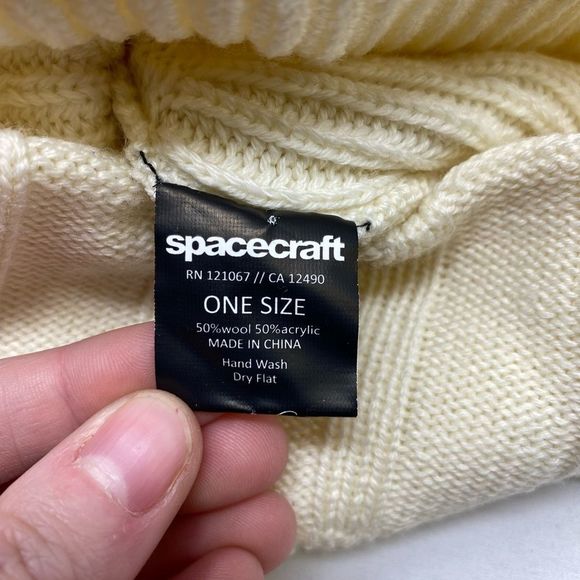 spacecraft
RN 121067 // CA 12490
ONE SIZE
50%wool 50%acrylic
MADE IN CHINA
Hand Wash
Dry Flat